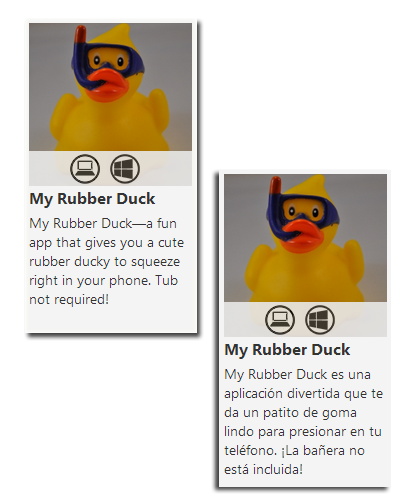 My Rubber Duck
My Rubber Duck—a fun
app that gives you a cute
rubber ducky to squeeze
right in your phone. Tub
not required!
My Rubber Duck
My Rubber Duck es una
aplicación divertida que te
da un patito de goma
lindo para presionar en tu
teléfono. ¡La bañera no
está incluida!